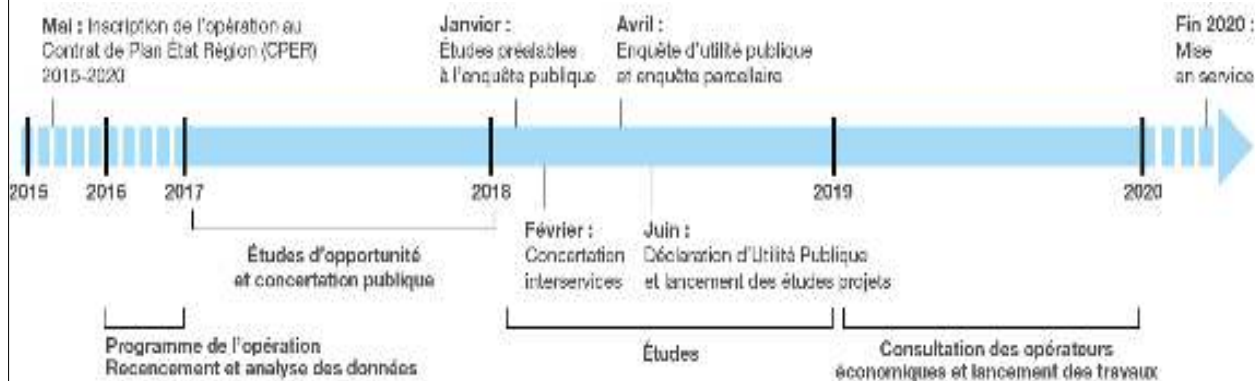 Mai : Inscription de l'opération au
Contrat de Plan État Région (CPER)
2015-2020
Janvier :
Études préalables
à l'enquête publique
Avril :
Enquête d'utilité publique
et enquête parcellaire
Fin 2020 :
Mise
en service
2015
2016
2017
2018
2019
2020
Études d'opportunité
et concertation publique
Février :
Concertation
interservices
Juin :
Déclaration d'Utilité Publique
et lancement des études projets
Programme de l'opération
Recencement et analyse des données
Études
Consultation des opérateurs
économiques et lancement des travaux